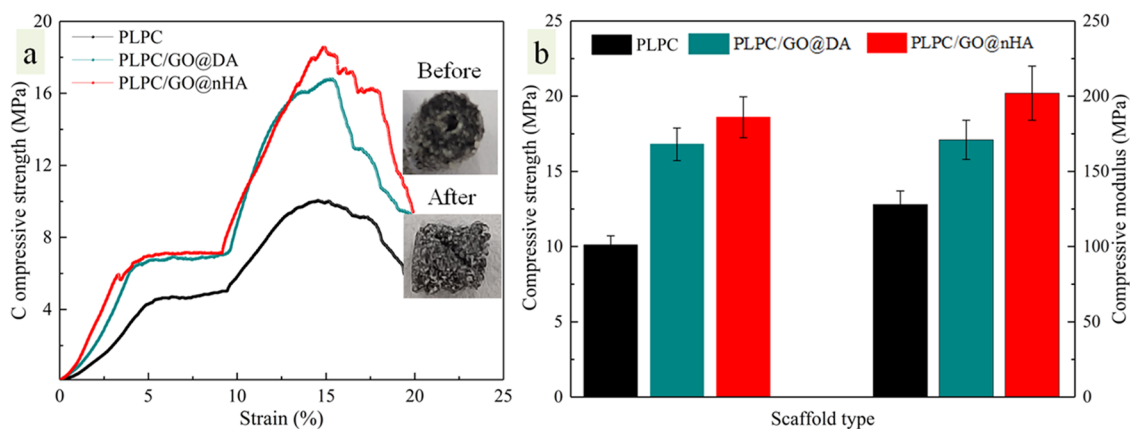 a
PLPC
PLPC/GO@DA
PLPC/GO@nHA
Before
After
C ompressive strength (MPa)
20
16
12
8
4
0
5
10
15
20
25
Strain (%)
b
PLPC
PLPC/GO@DA
PLPC/GO@nHA
Compressive strength (MPa)
25
20
15
10
5
0
Compressive modulus (MPa)
250
200
150
100
50
0
Scaffold type